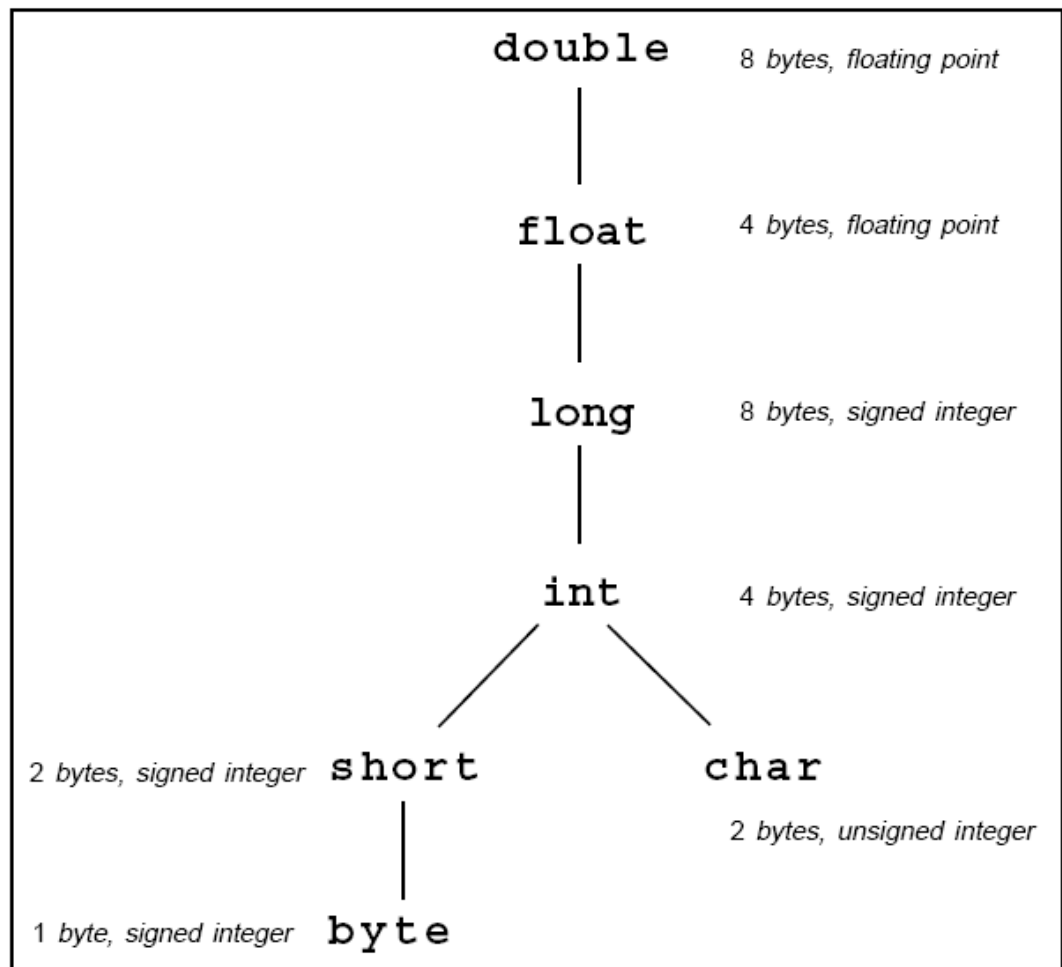 double 8 bytes, floating point
float 4 bytes, floating point
long 8 bytes, signed integer
int 4 bytes, signed integer
2 bytes, signed integer short char
2 bytes, unsigned integer
1 byte, signed integer byte